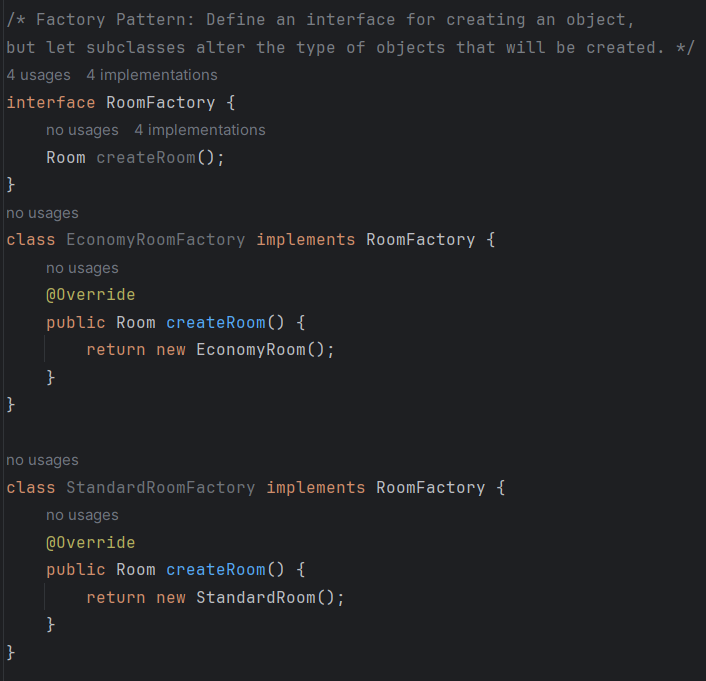 /* Factory Pattern: Define an interface for creating an object,
but let subclasses alter the type of objects that will be created. */
4 usages   4 implementations
interface RoomFactory {
    no usages   4 implementations
    Room createRoom();
}
no usages
class EconomyRoomFactory implements RoomFactory {
    no usages
    @Override
    public Room createRoom() {
        return new EconomyRoom();
    }
}
no usages
class StandardRoomFactory implements RoomFactory {
    no usages
    @Override
    public Room createRoom() {
        return new StandardRoom();
    }
}